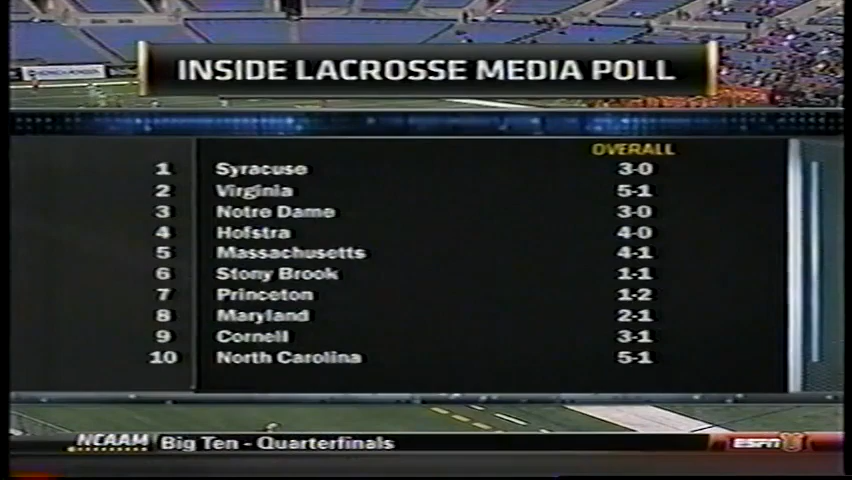 INSIDE LACROSSE MEDIA POLL
OVERALL
1 Syracuse 3-0
2 Virginia 5-1
3 Notre Dame 3-0
4 Hofstra 4-0
5 Massachusetts 4-1
6 Stony Brook 1-1
7 Princeton 1-2
8 Maryland 2-1
9 Cornell 3-1
10 North Carolina 5-1
NCAAM Big Ten - Quarterfinals
ESPN